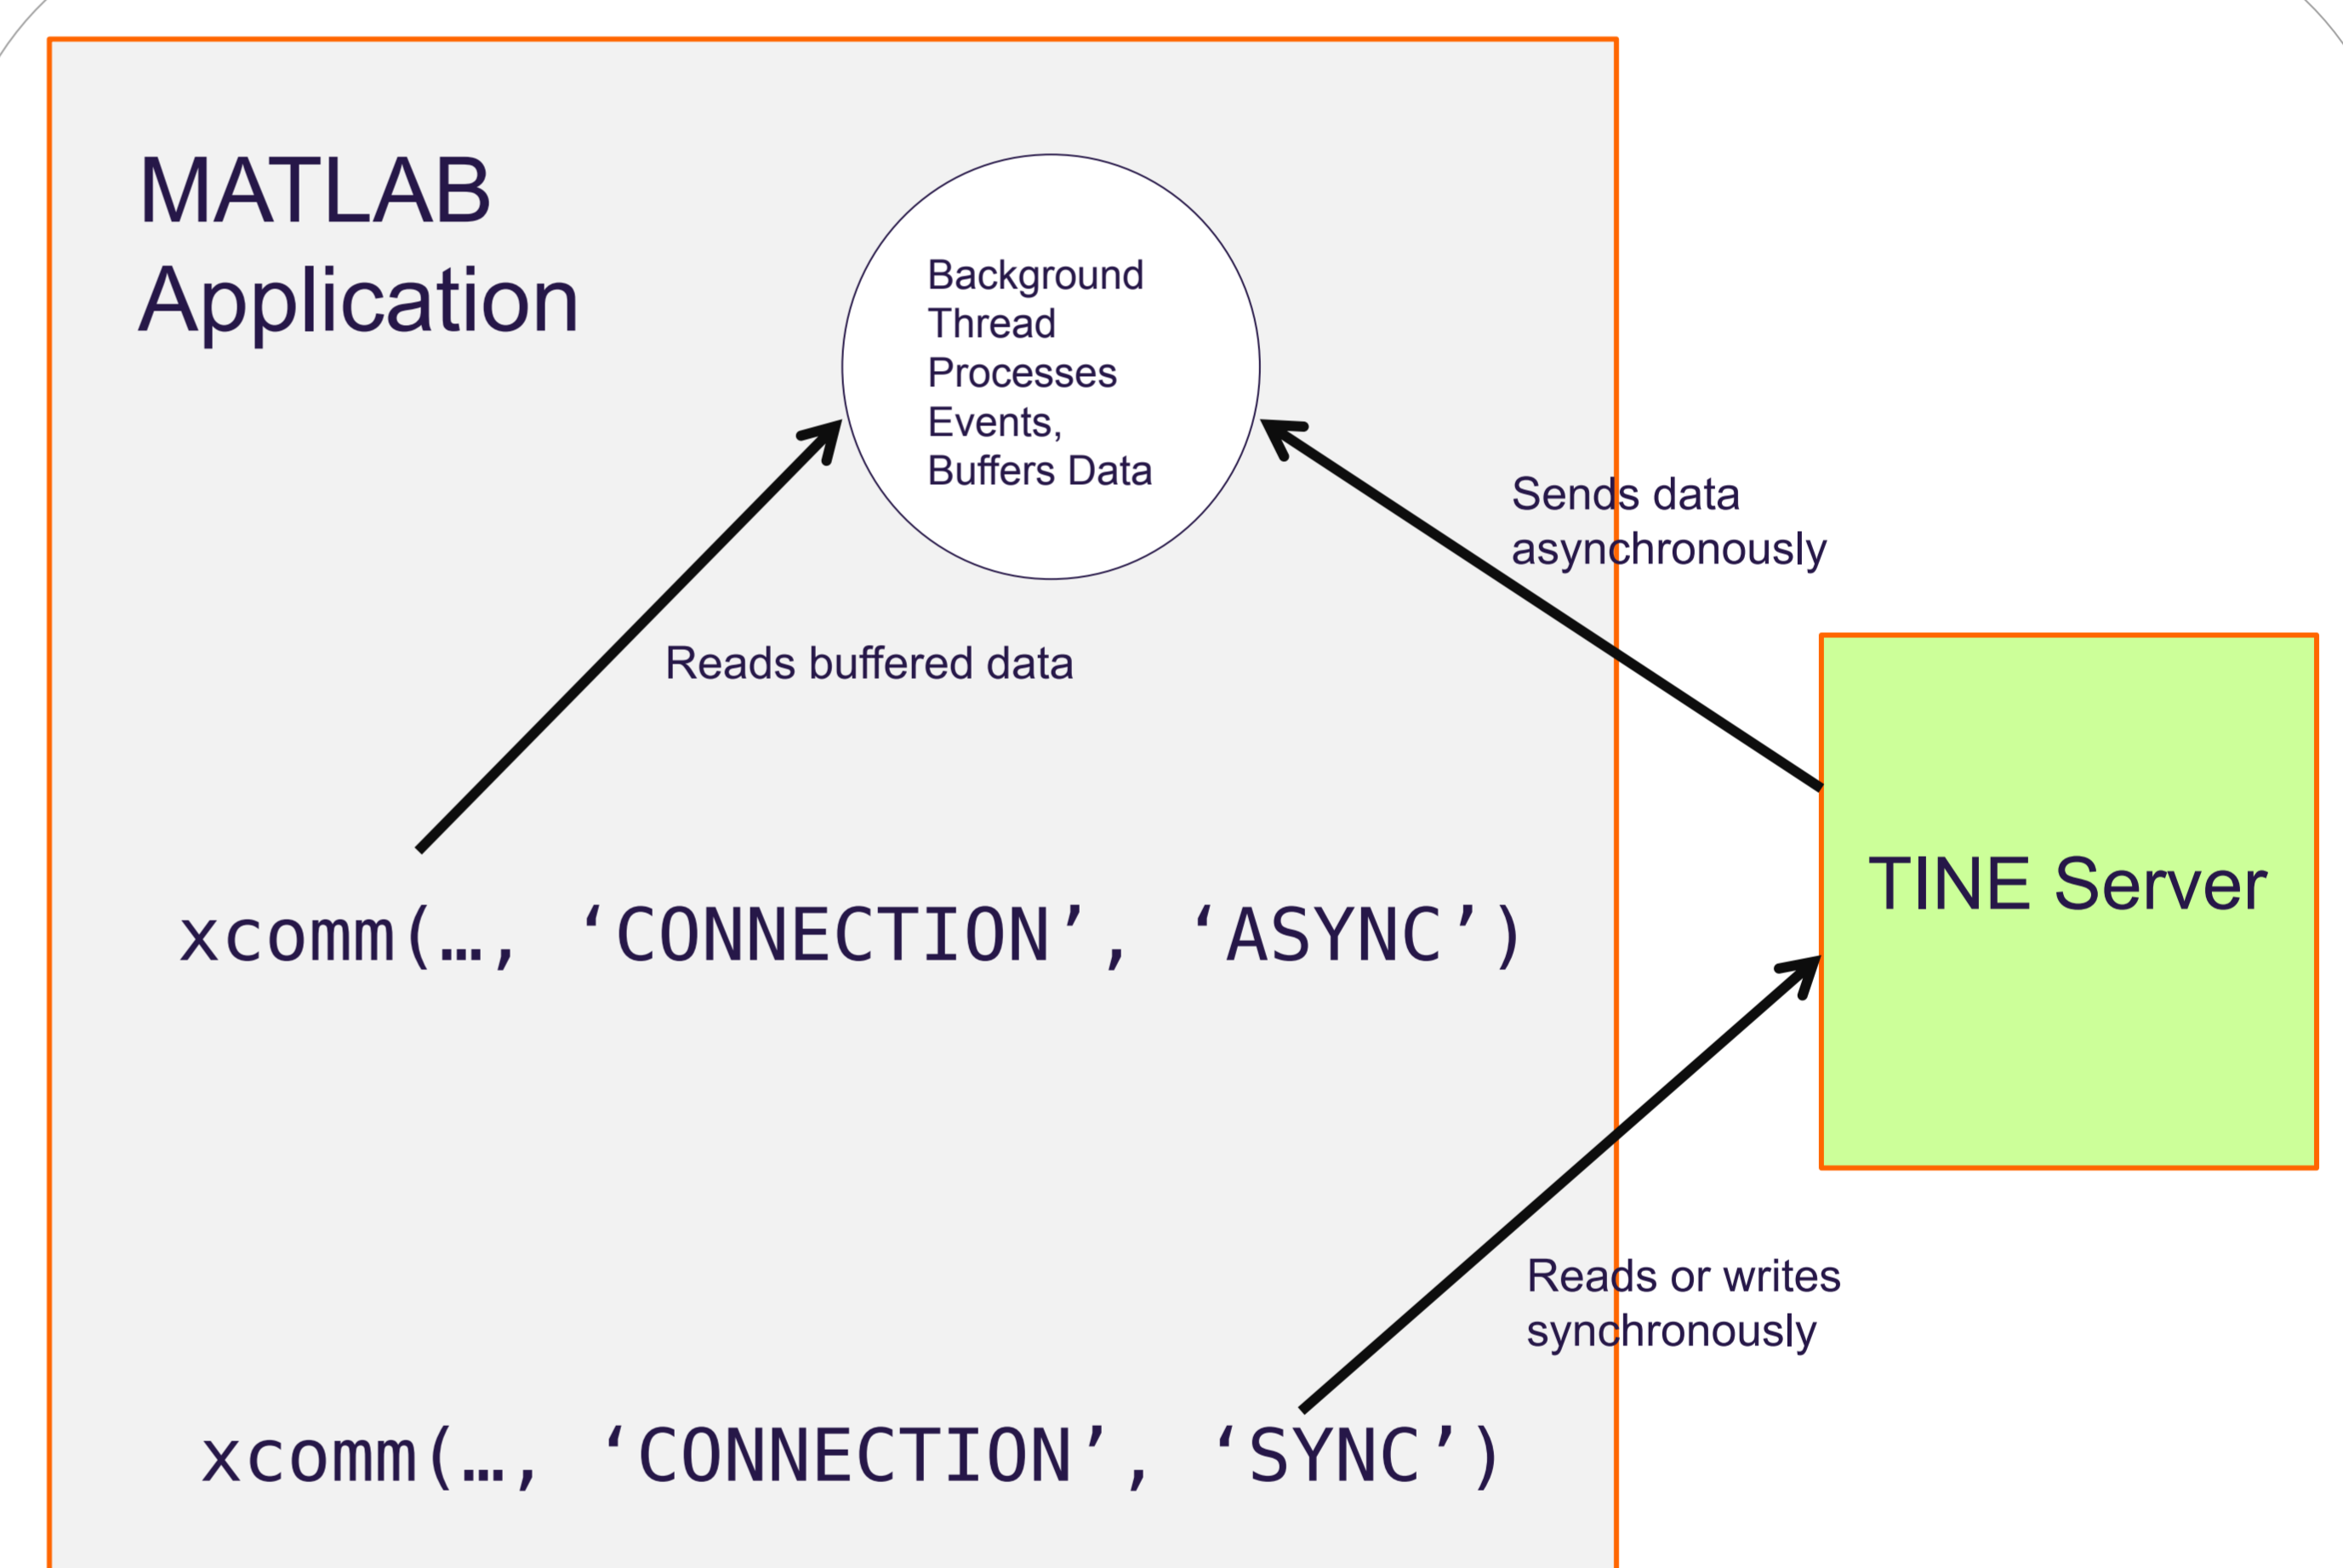 MATLAB
Application
Background
Thread
Processes
Events,
Buffers Data
Sends data
asynchronously
Reads buffered data
TINE Server
xcomm(…, ‘CONNECTION’, ‘ASYNC’)
Reads or writes
synchronously
xcomm(…, ‘CONNECTION’, ‘SYNC’)